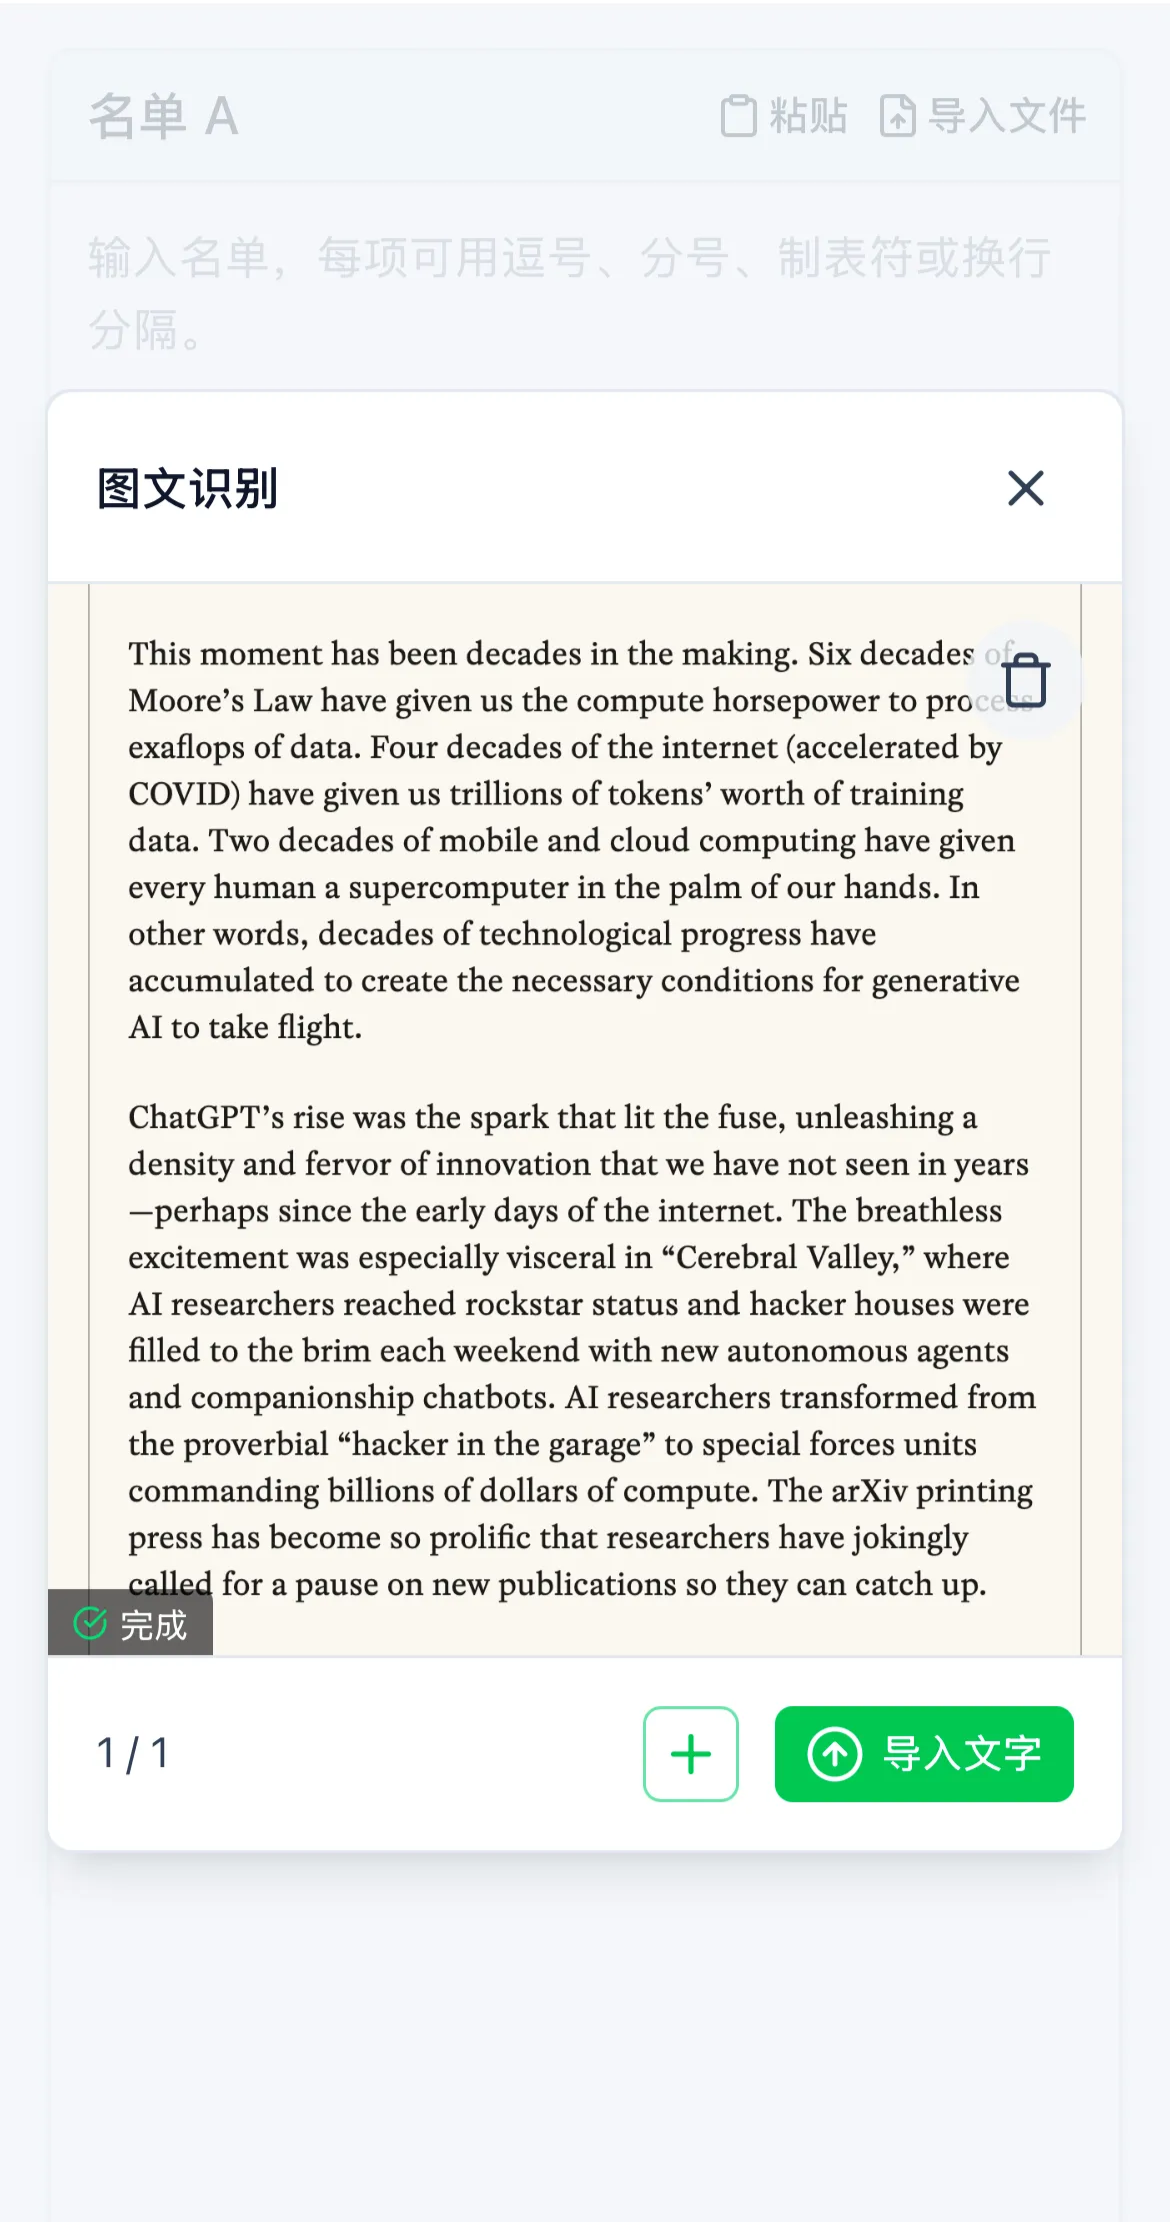 名单 A
粘贴
导入文件
输入名单，每项可用逗号、分号、制表符或换行
分隔。
图文识别
This moment has been decades in the making. Six decades of
Moore’s Law have given us the compute horsepower to process
exaflops of data. Four decades of the internet (accelerated by
COVID) have given us trillions of tokens’ worth of training
data. Two decades of mobile and cloud computing have given
every human a supercomputer in the palm of our hands. In
other words, decades of technological progress have
accumulated to create the necessary conditions for generative
AI to take flight.
ChatGPT’s rise was the spark that lit the fuse, unleashing a
density and fervor of innovation that we have not seen in years
—perhaps since the early days of the internet. The breathless
excitement was especially visceral in “Cerebral Valley,” where
AI researchers reached rockstar status and hacker houses were
filled to the brim each weekend with new autonomous agents
and companionship chatbots. AI researchers transformed from
the proverbial “hacker in the garage” to special forces units
commanding billions of dollars of compute. The arXiv printing
press has become so prolific that researchers have jokingly
called for a pause on new publications so they can catch up.
完成
1 / 1
导入文字